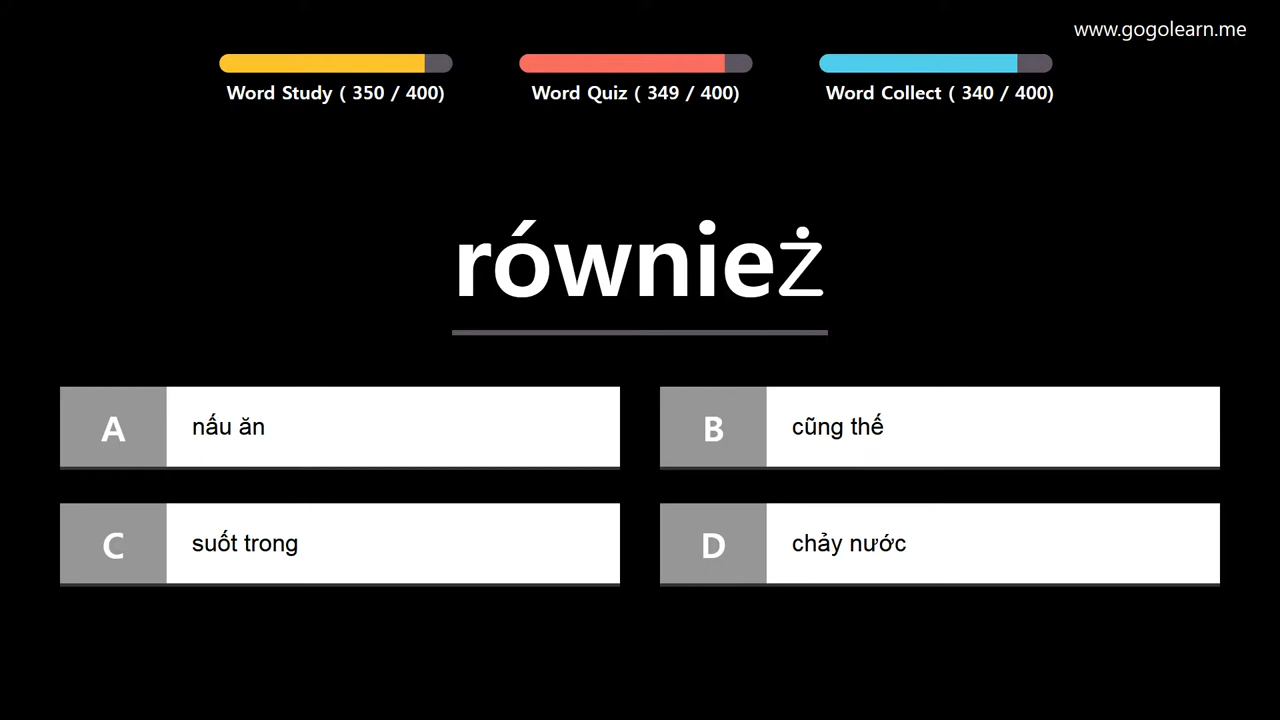 www.gogolearn.me
Word Study ( 350 / 400)
Word Quiz ( 349 / 400)
Word Collect ( 340 / 400)
również
A
nấu ăn
B
cũng thế
C
suốt trong
D
chảy nước